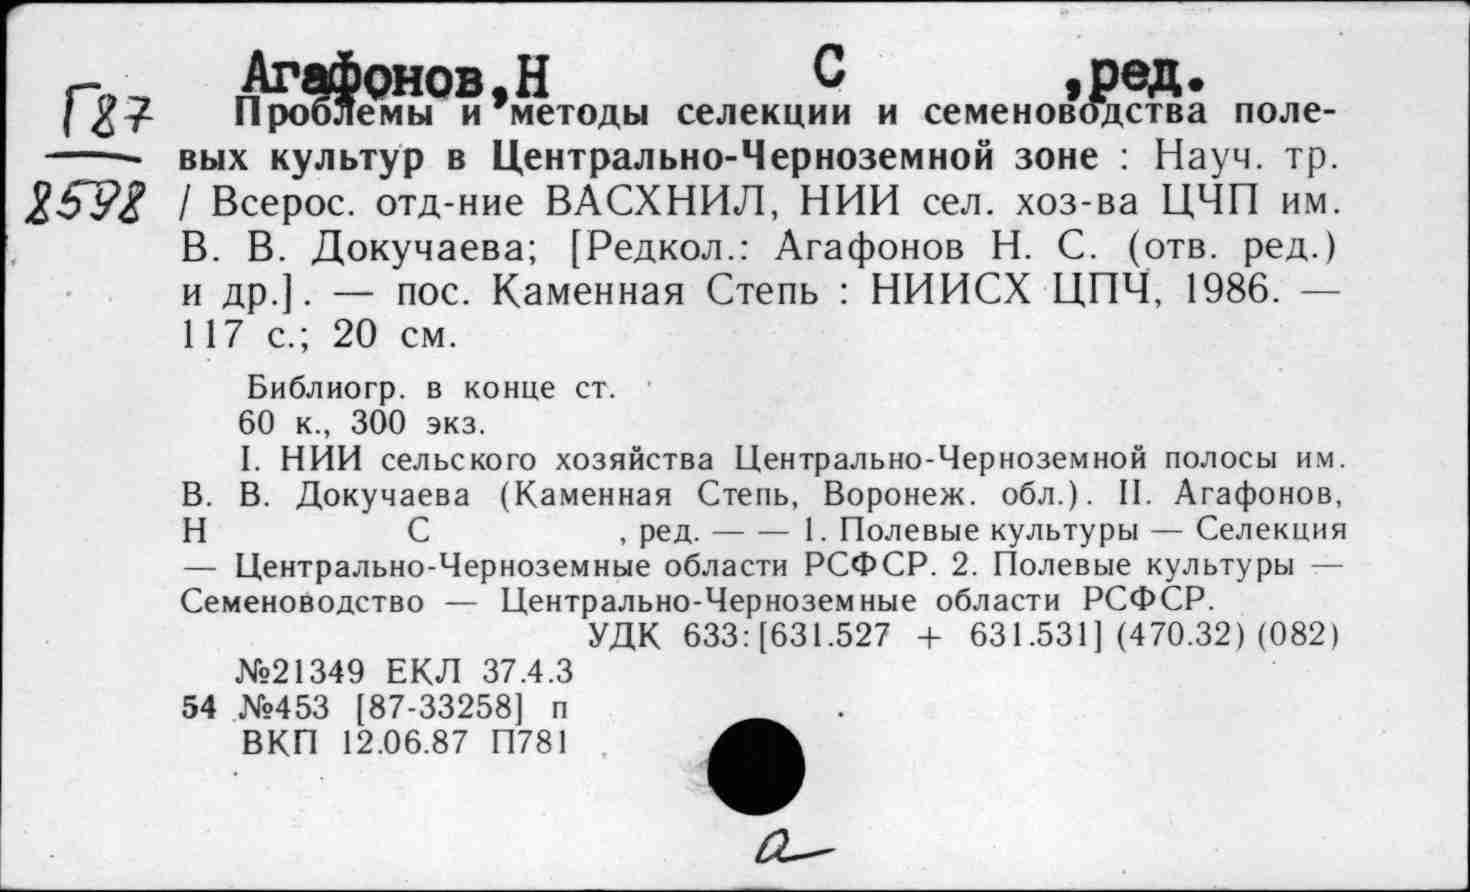 Агафонов,Н С ,ред.
Г87
8592
Проблемы и методы селекции и семеноводства поле-
вых культур в Центрально-Черноземной зоне : Науч. тр.
/ Всерос. отд-ние ВАСХНИЛ, НИИ сел. хоз-ва ЦЧП им.
В. В. Докучаева; [Редкол.: Агафонов Н. С. (отв. ред.)
и др.]. — пос. Каменная Степь : НИИСХ ЦПЧ, 1986. —
117 с.; 20 см.
Библиогр. в конце ст.
60 к., 300 экз.
I. НИИ сельского хозяйства Центрально-Черноземной полосы им.
В. В. Докучаева (Каменная Степь, Воронеж. обл.). II. Агафонов,
Н С , ред. — — 1. Полевые культуры — Селекция
— Центрально-Черноземные области РСФСР. 2. Полевые культуры —
Семеноводство — Центрально-Черноземные области РСФСР.
УДК 633:[631.527 + 631.531] (470.32) (082)
№21349 ЕКЛ 37.4.3
54 №453 [87-33258] п
ВКП 12.06.87 П781
а